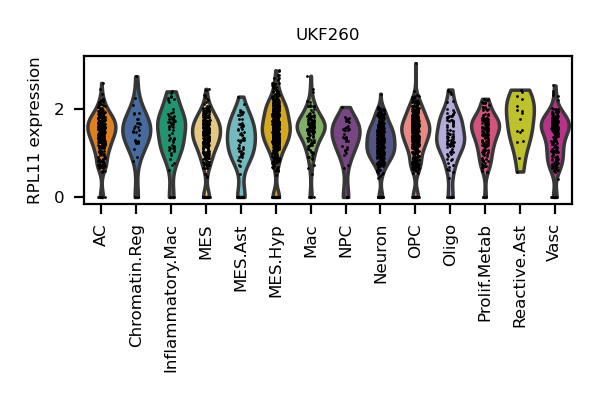 UKF260
RPL11 expression
2
0
AC
Chromatin.Reg
Inflammatory.Mac
MES
MES.Ast
MES.Hyp
Mac
NPC
Neuron
OPC
Oligo
Prolif.Metab
Reactive.Ast
Vasc